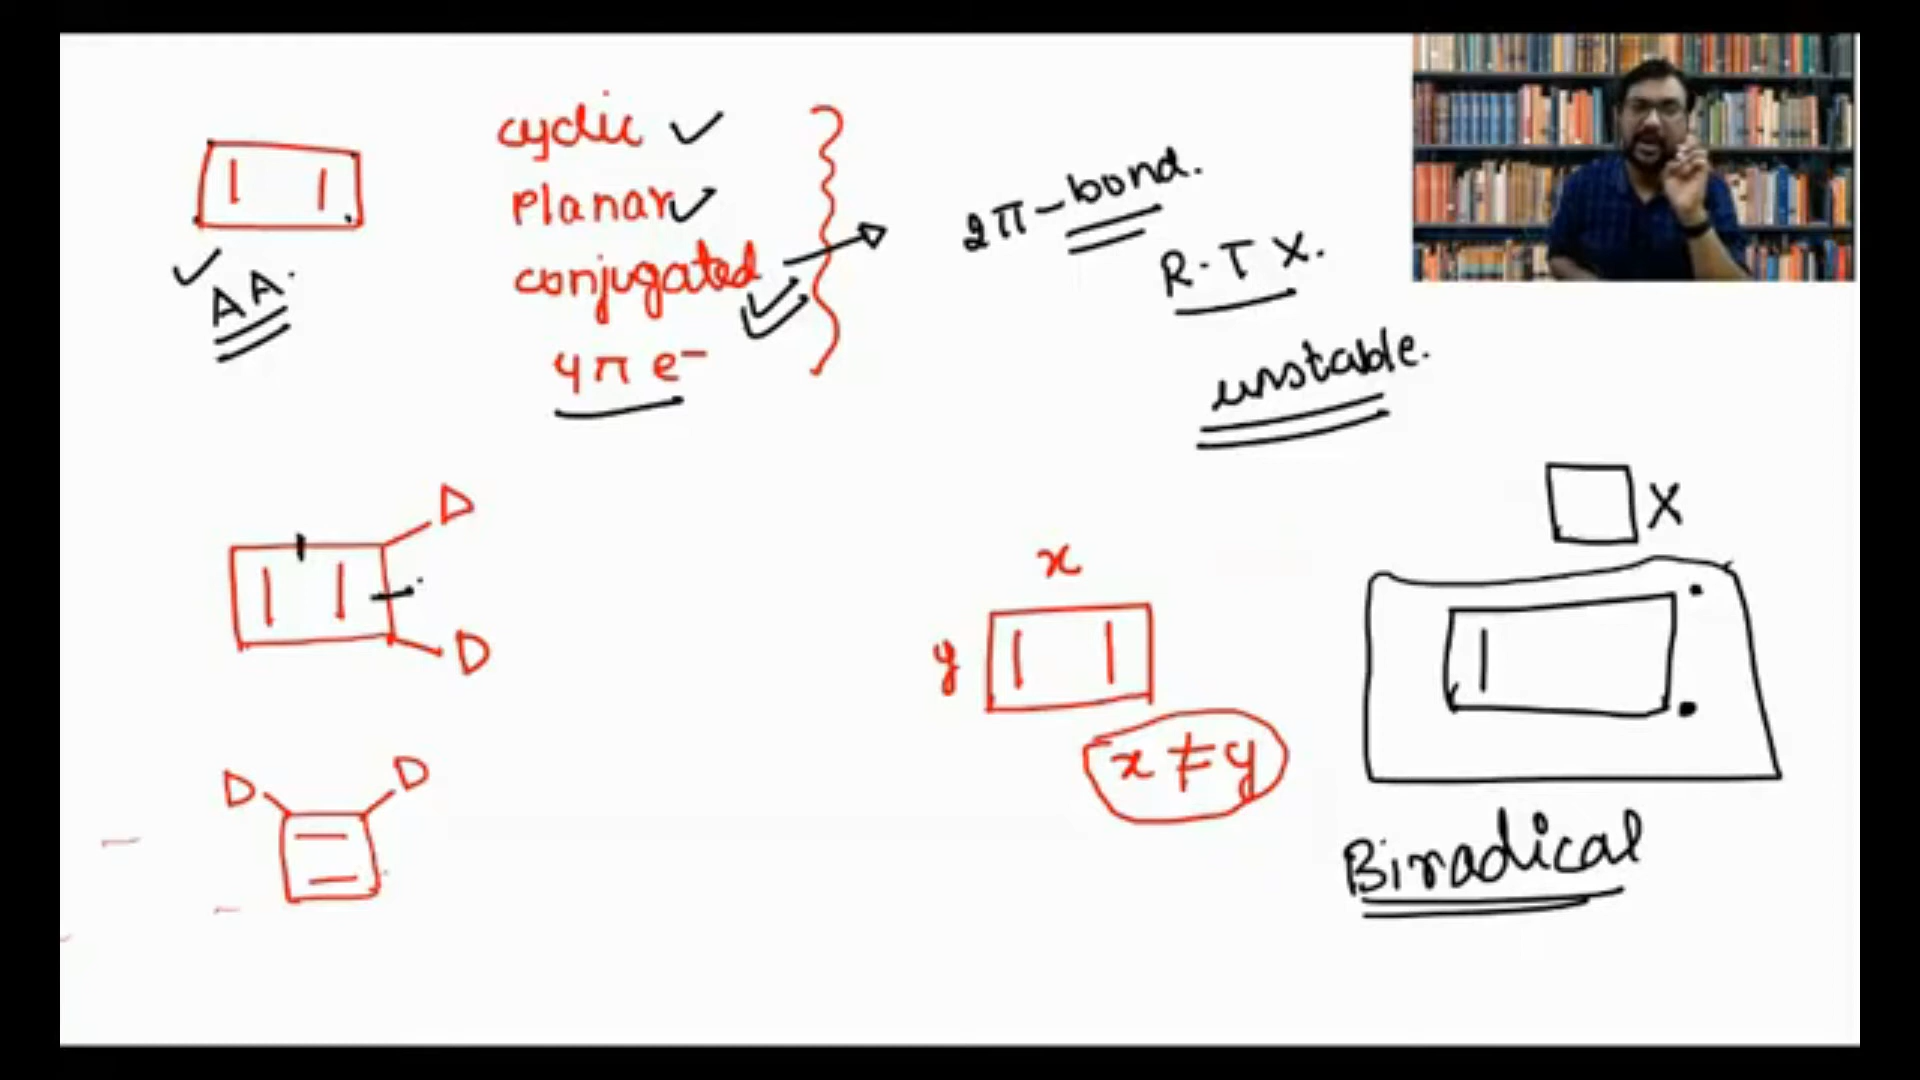 cyclic
planar
conjugated
4π e⁻
AA.
2π-bond.
R.T X.
unstable.
D
D
x
y
x ≠ y
X
D D
Biradical